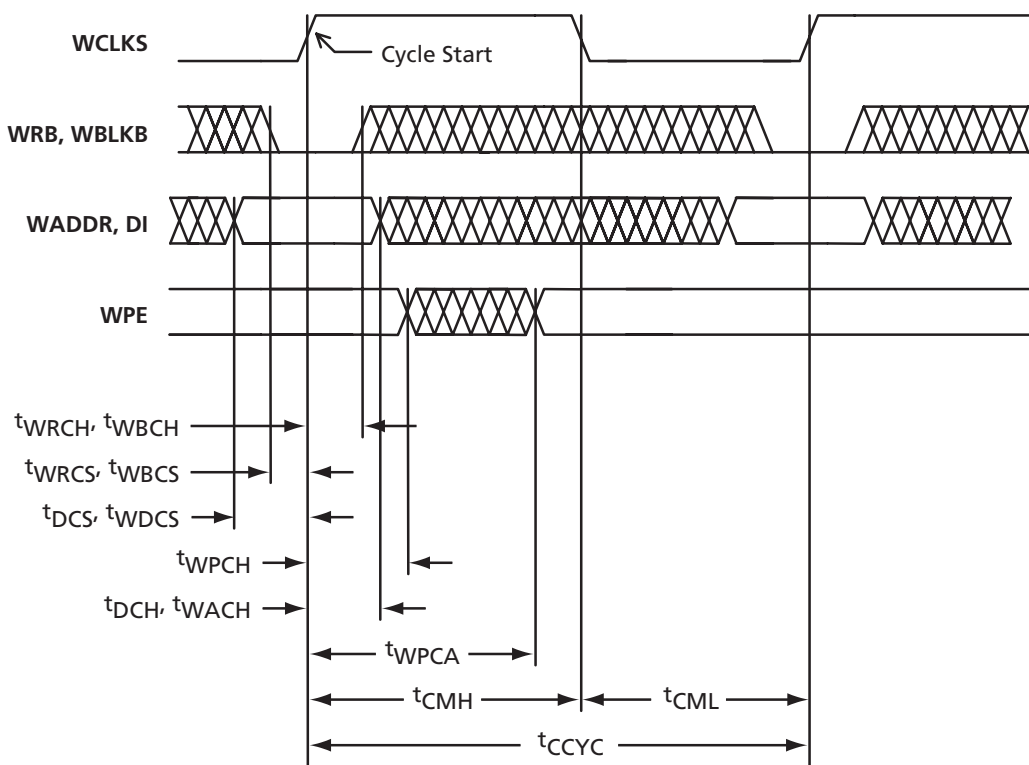 WCLKS
Cycle Start
WRB, WBLKB
WADDR, DI
WPE
tWRCH, tWBCH
tWRCS, tWBCS
tDCS, tWDCS
tWPCH
tDCH, tWACH
tWPCA
tCMH
tCML
tCCYC